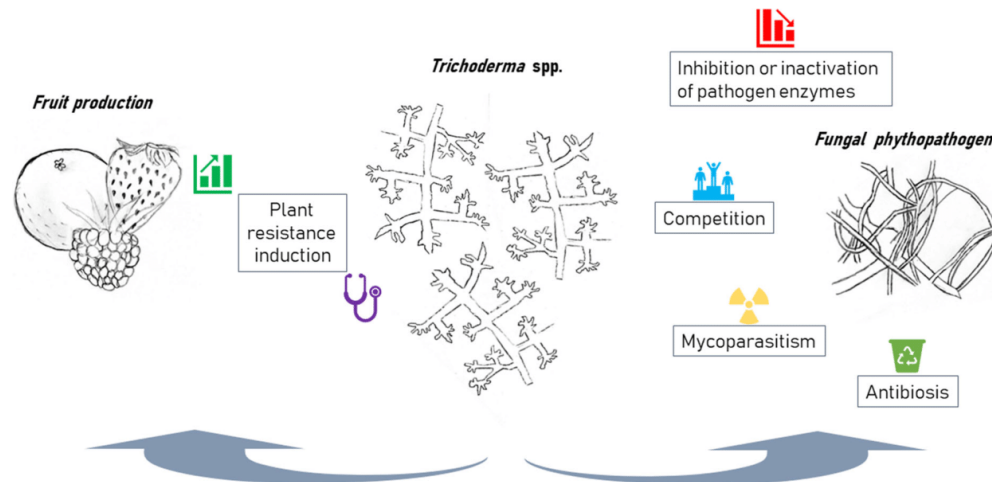 Fruit production
Plant
resistance
induction
Trichoderma spp.
Inhibition or inactivation
of pathogen enzymes
Fungal phythopathogen
Competition
Mycoparasitism
Antibiosis